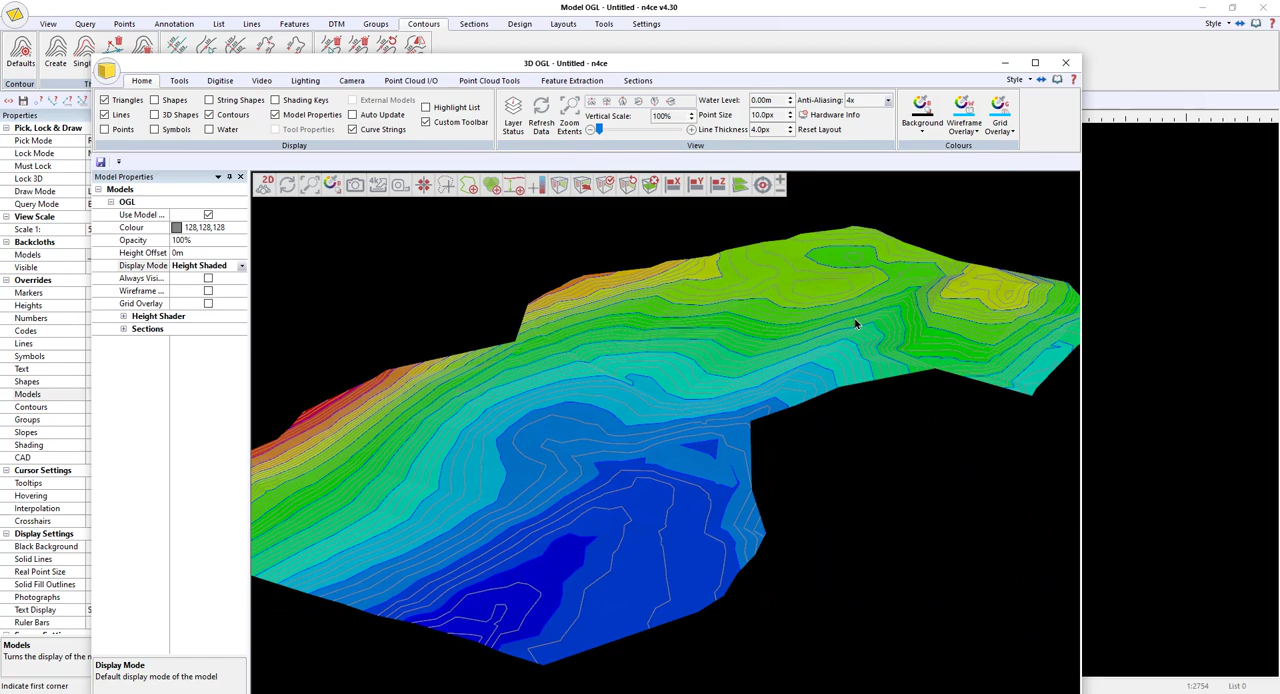 Model OGL - Untitled - n4ce v4.30
View Query Points Annotation List Lines Features DTM Groups Contours Sections Design Layouts Tools Settings
Style
Defaults Create
Contour
3D OGL - Untitled - n4ce
Home Tools Digitise Video Lighting Camera Point Cloud I/O Point Cloud Tools Feature Extraction Sections
Style
Triangles Shapes String Shapes Shading Keys External Models Highlight List
Lines 3D Shapes Contours Model Properties Auto Update Custom Toolbar
Points Symbols Water Tool Properties Curve Strings
Display
Layer Status
Refresh Data
Zoom Extents
Vertical Scale: 100%
Water Level: 0.00m
Point Size 10.0px
Line Thickness 4.0px
Anti-Aliasing: 4x
Hardware Info
Reset Layout
View
Background
Wireframe Overlay
Grid Overlay
Colours
Properties
Pick, Lock & Draw
Pick Mode
Lock Mode
Must Lock
Lock 3D
Draw Mode
Query Mode
View Scale
Scale 1:
Backcloths
Models
Visible
Overrides
Markers
Heights
Numbers
Codes
Lines
Symbols
Text
Shapes
Models
Contours
Groups
Slopes
Shading
CAD
Cursor Settings
Tooltips
Hovering
Interpolation
Crosshairs
Display Settings
Black Background
Solid Lines
Real Point Size
Solid Fill Outlines
Photographs
Text Display
Ruler Bars
Models
Turns the display of the
Indicate first corner
Model Properties
Models
OGL
Use Model ...
Colour 128,128,128
Opacity 100%
Height Offset 0m
Display Mode Height Shaded
Always Visi...
Wireframe ...
Grid Overlay
Height Shader
Sections
Display Mode
Default display mode of the model
2D
X Y Z
1:2754 List 0